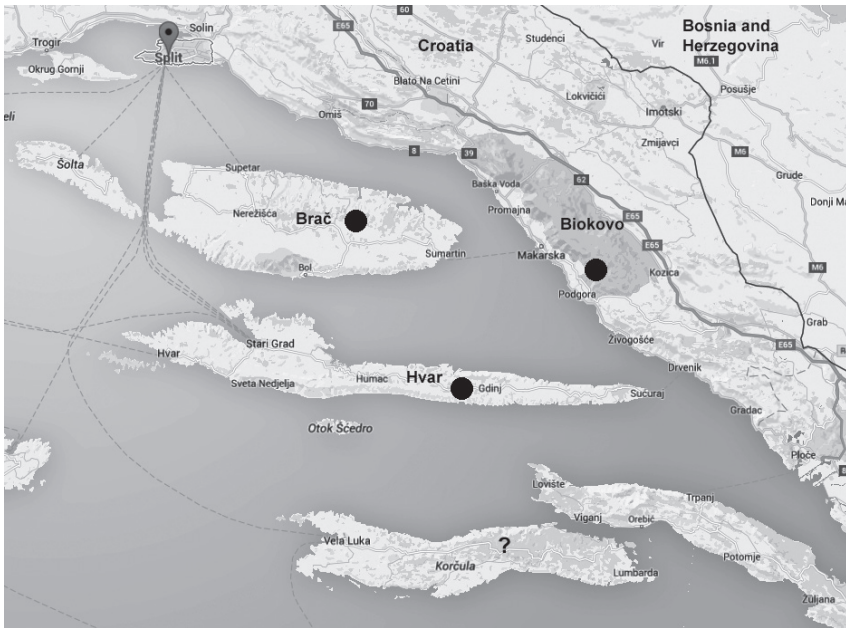 60
Bosnia and
Herzegovina
Solin
E65
Trogir
Croatia
Studenci
Vir
M6.1
Split
Okrug Gornji
Blato Na Cetini
Posušje
Lokvičići
70
Imotski
eli
Omiš
Zmijavci
8
39
M6
Šolta
Supetar
62
Grude
Baška Voda
Donji Ma
Nerežišća
Brač
Promajna
Biokovo
E65
E65
Sumartin
Makarska
Bol
Kozica
M6
Podgora
Grab
Stari Grad
Živogošće
E65
R
Hvar
Drvenik
Sveta Nedjelja
Humac
Hvar
Gdinj
Sućuraj
Gradac
Otok Šćedro
Ploče
8
Lovište
Trpanj
Viganj
Orebić
Vela Luka
?
Potomje
Korčula
Lumbarda
Žuljana